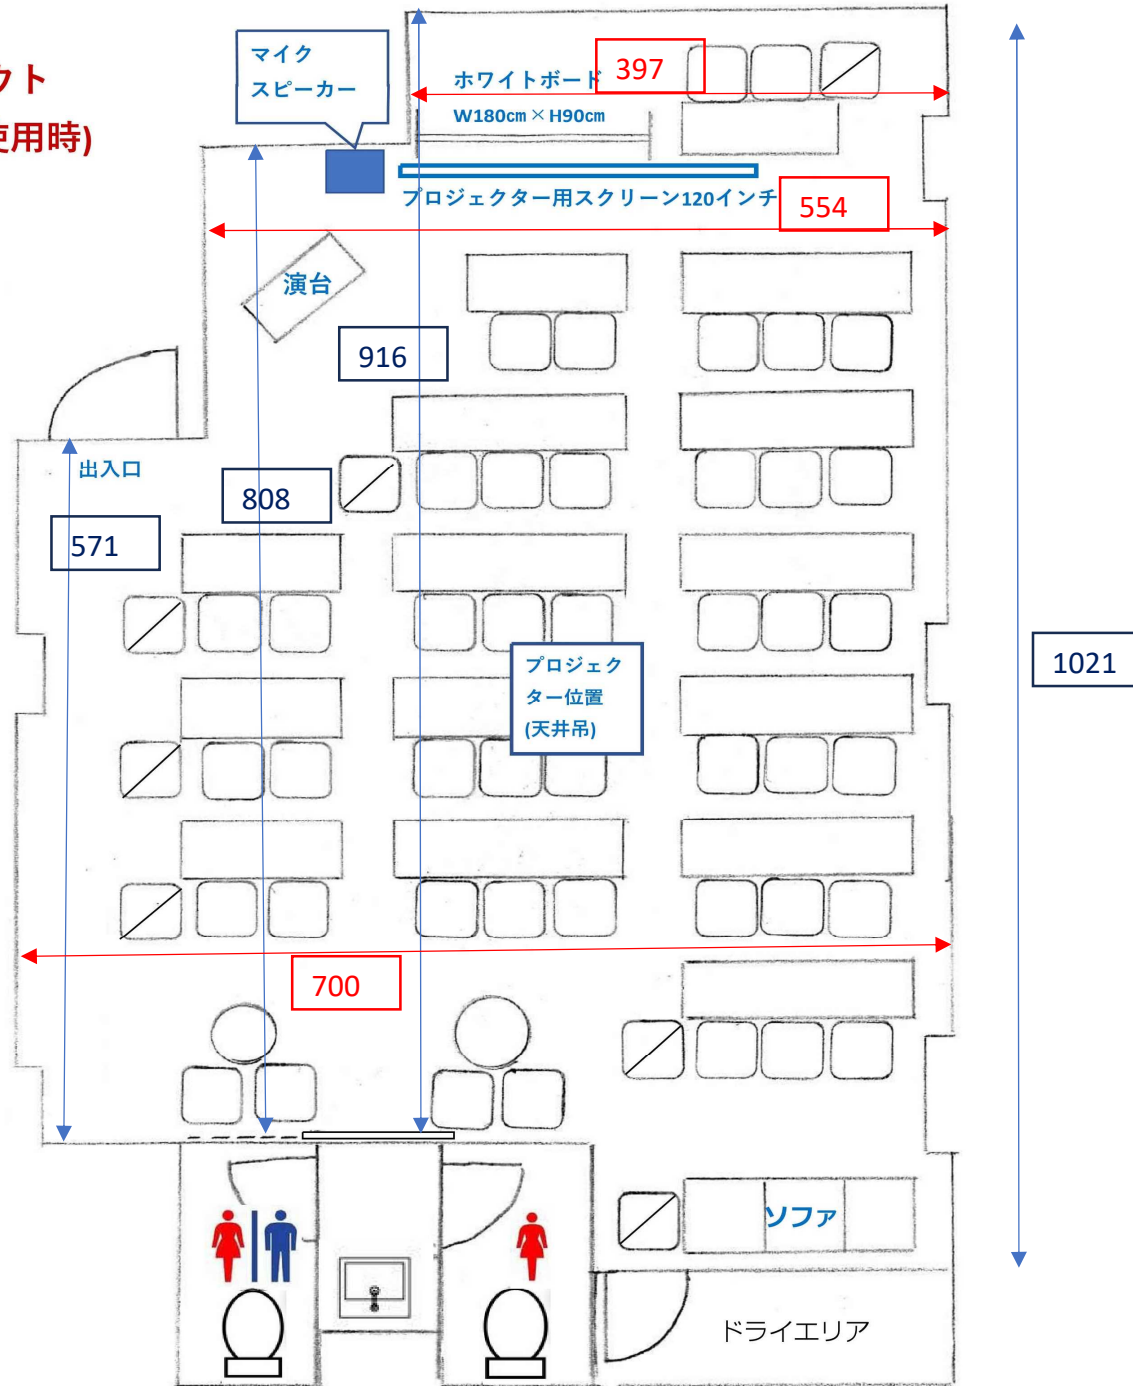 クト
使用時)
マイク
スピーカー
ホワイトボード
397
W180㎝×H90㎝
プロジェクター用スクリーン120インチ
554
演台
916
出入口
808
571
プロジェク
ター位置
(天井吊)
1021
700
ソファ
ドライエリア